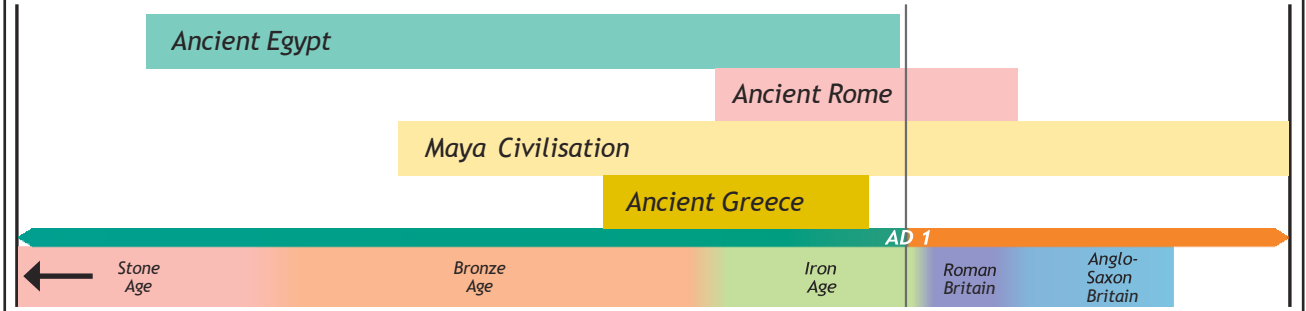 Ancient Egypt
Ancient Rome
Maya Civilisation
Ancient Greece
AD 1
Stone
Age
Bronze
Age
Iron
Age
Roman
Britain
Anglo-
Saxon
Britain